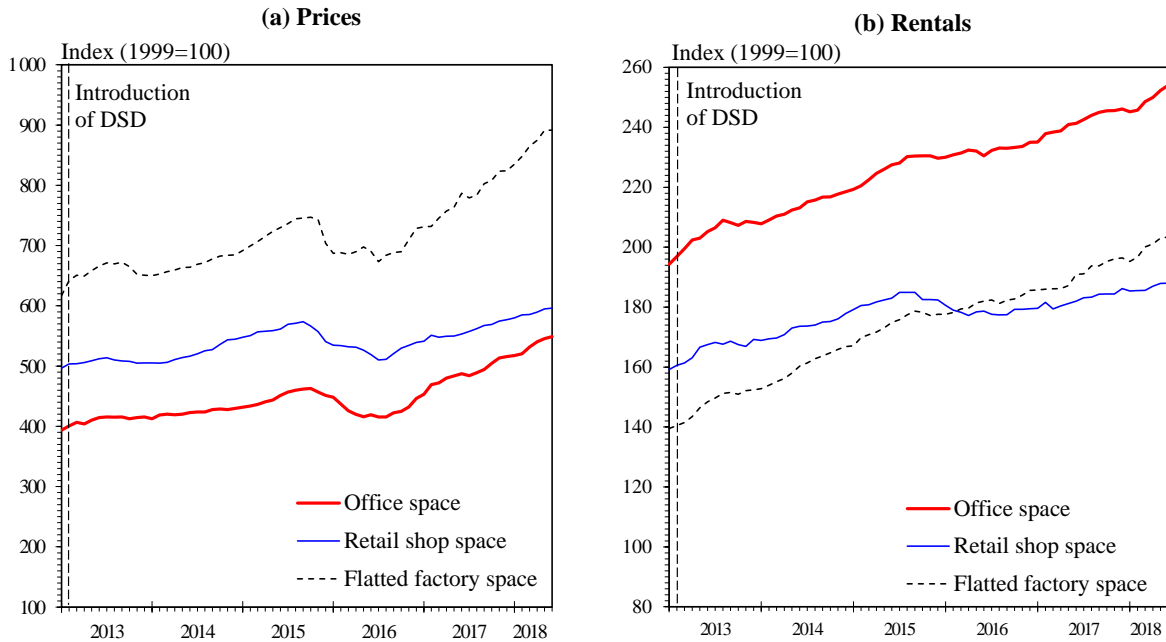 (a) Prices
Index (1999=100)
1 000
900
800
700
600
500
400
300
200
100
Introduction
of DSD
Office space
Retail shop space
Flatted factory space
2013 2014 2015 2016 2017 2018
(b) Rentals
Index (1999=100)
260
240
220
200
180
160
140
120
100
80
Introduction
of DSD
Office space
Retail shop space
Flatted factory space
2013 2014 2015 2016 2017 2018